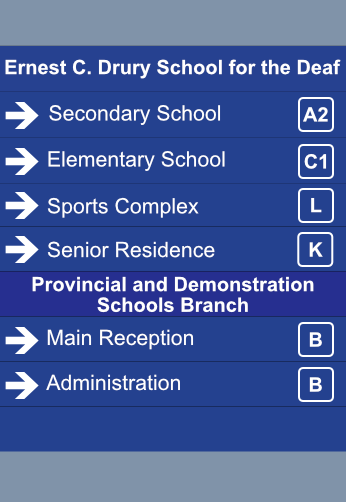 Ernest C. Drury School for the Deaf
Secondary School A2
Elementary School C1
Sports Complex L
Senior Residence K
Provincial and Demonstration
Schools Branch
Main Reception B
Administration B